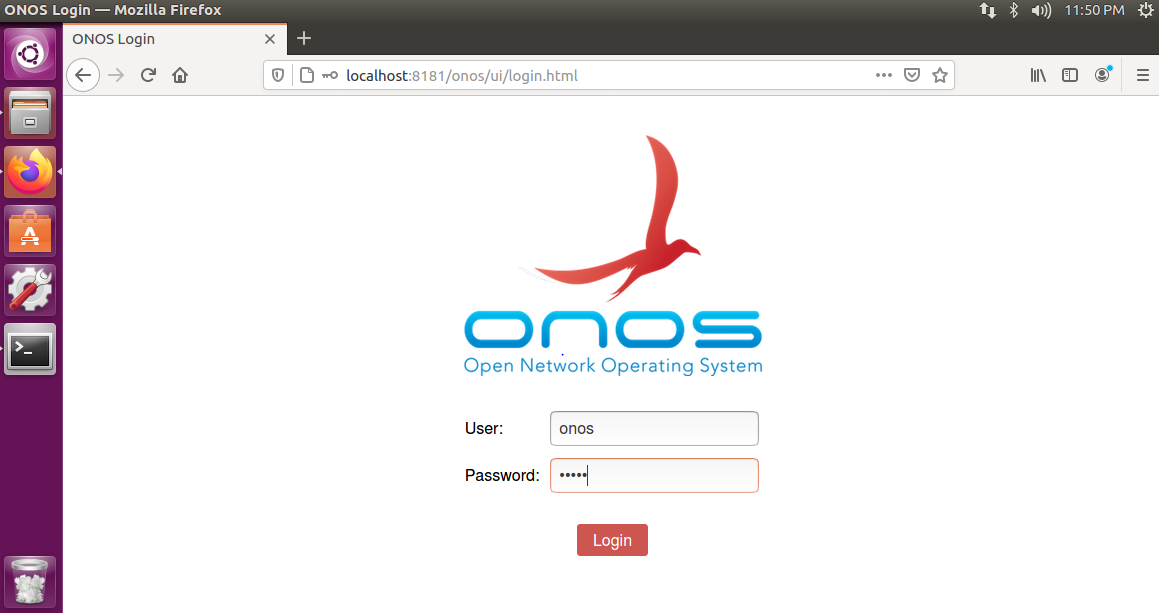 ONOS Login — Mozilla Firefox
11:50 PM
ONOS Login
localhost:8181/onos/ui/login.html
onos
Open Network Operating System
User:
onos
Password:
•••••
Login